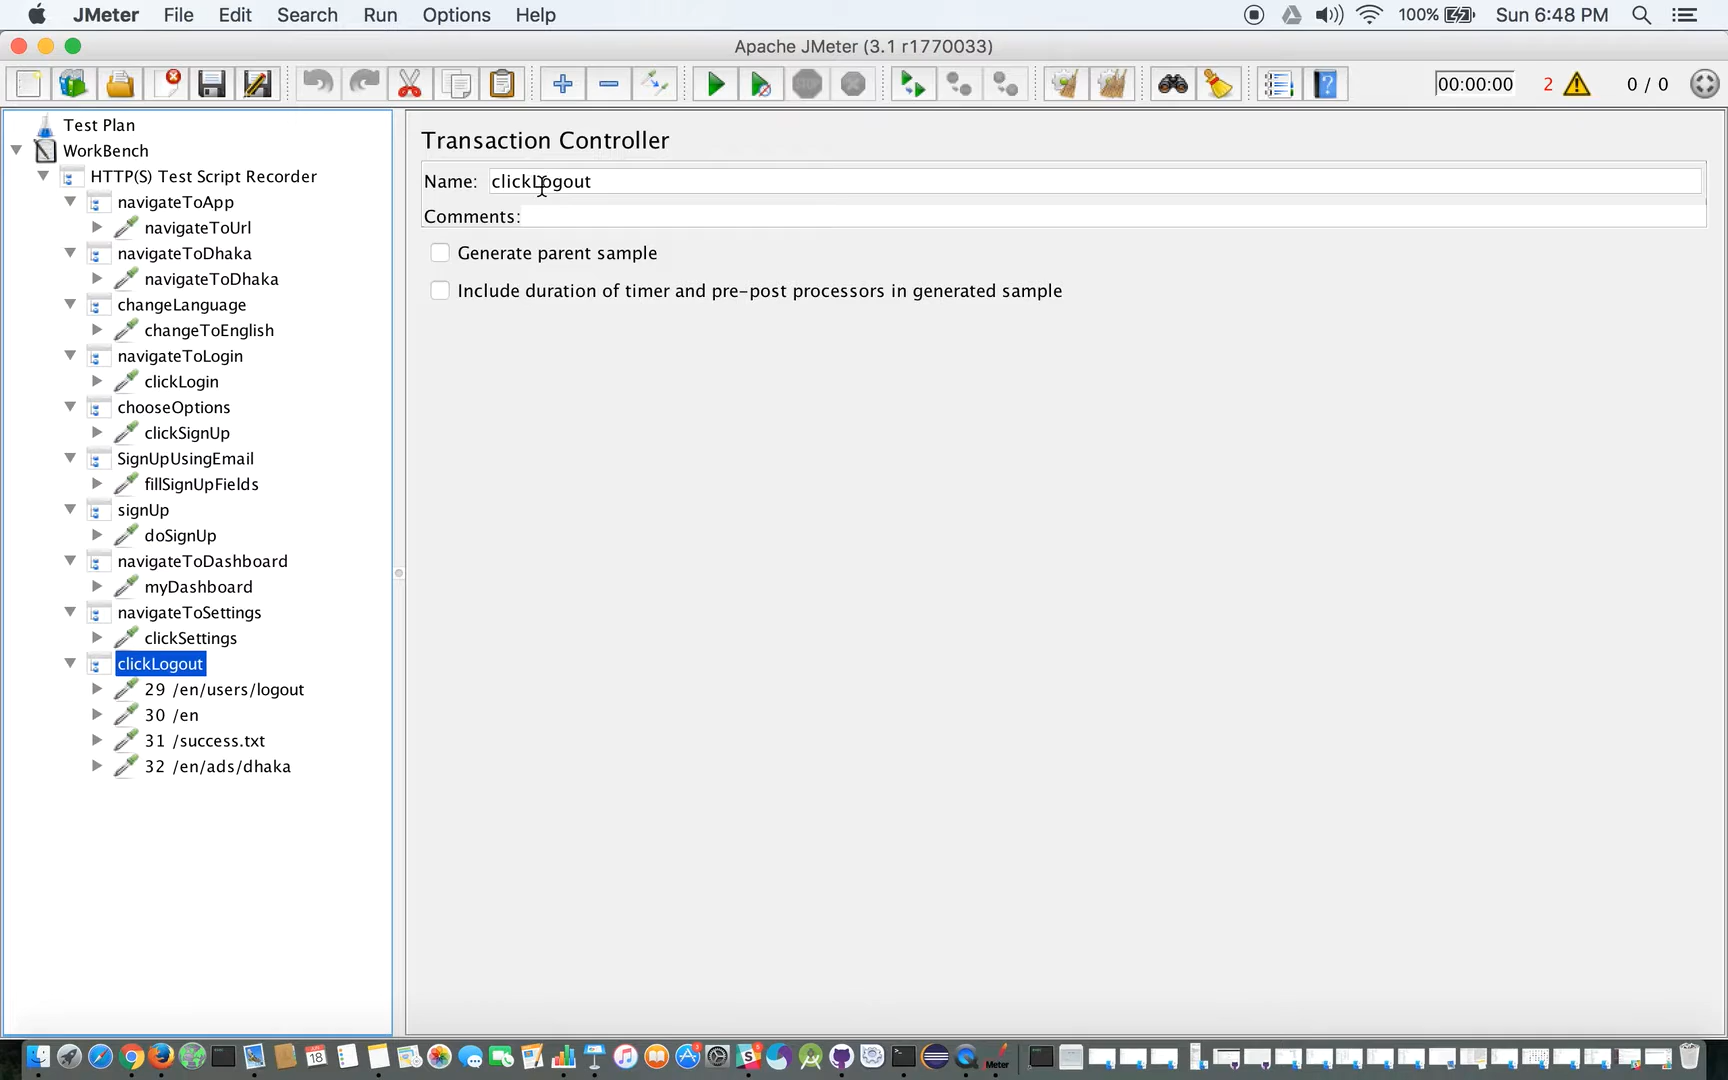 JMeter File Edit Search Run Options Help 100% Sun 6:48 PM
Apache JMeter (3.1 r1770033)
STOP 00:00:00 2 0 / 0
Test Plan
WorkBench
HTTP(S) Test Script Recorder
navigateToApp
navigateToUrl
navigateToDhaka
navigateToDhaka
changeLanguage
changeToEnglish
navigateToLogin
clickLogin
chooseOptions
clickSignUp
SignUpUsingEmail
fillSignUpFields
signUp
doSignUp
navigateToDashboard
myDashboard
navigateToSettings
clickSettings
clickLogout
29 /en/users/logout
30 /en
31 /success.txt
32 /en/ads/dhaka
Transaction Controller
Name: clickLogout
Comments:
Generate parent sample
Include duration of timer and pre-post processors in generated sample
18
Meter